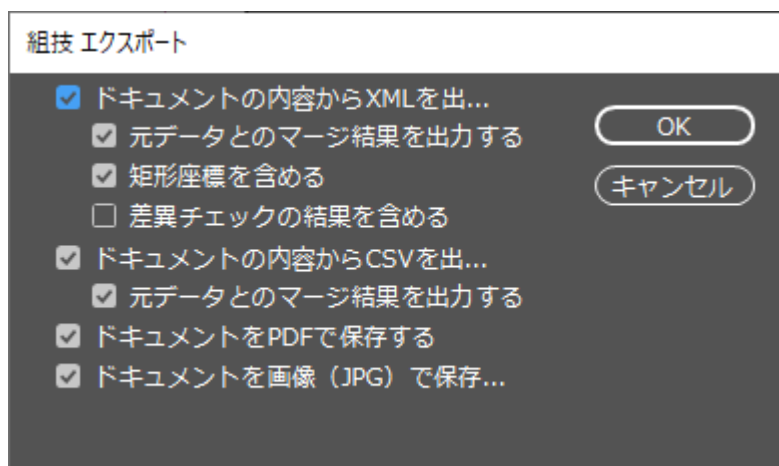 組技 エクスポート
ドキュメントの内容からXMLを出...
元データとのマージ結果を出力する
矩形座標を含める
差異チェックの結果を含める
ドキュメントの内容からCSVを出...
元データとのマージ結果を出力する
ドキュメントをPDFで保存する
ドキュメントを画像（JPG）で保存...
OK
キャンセル